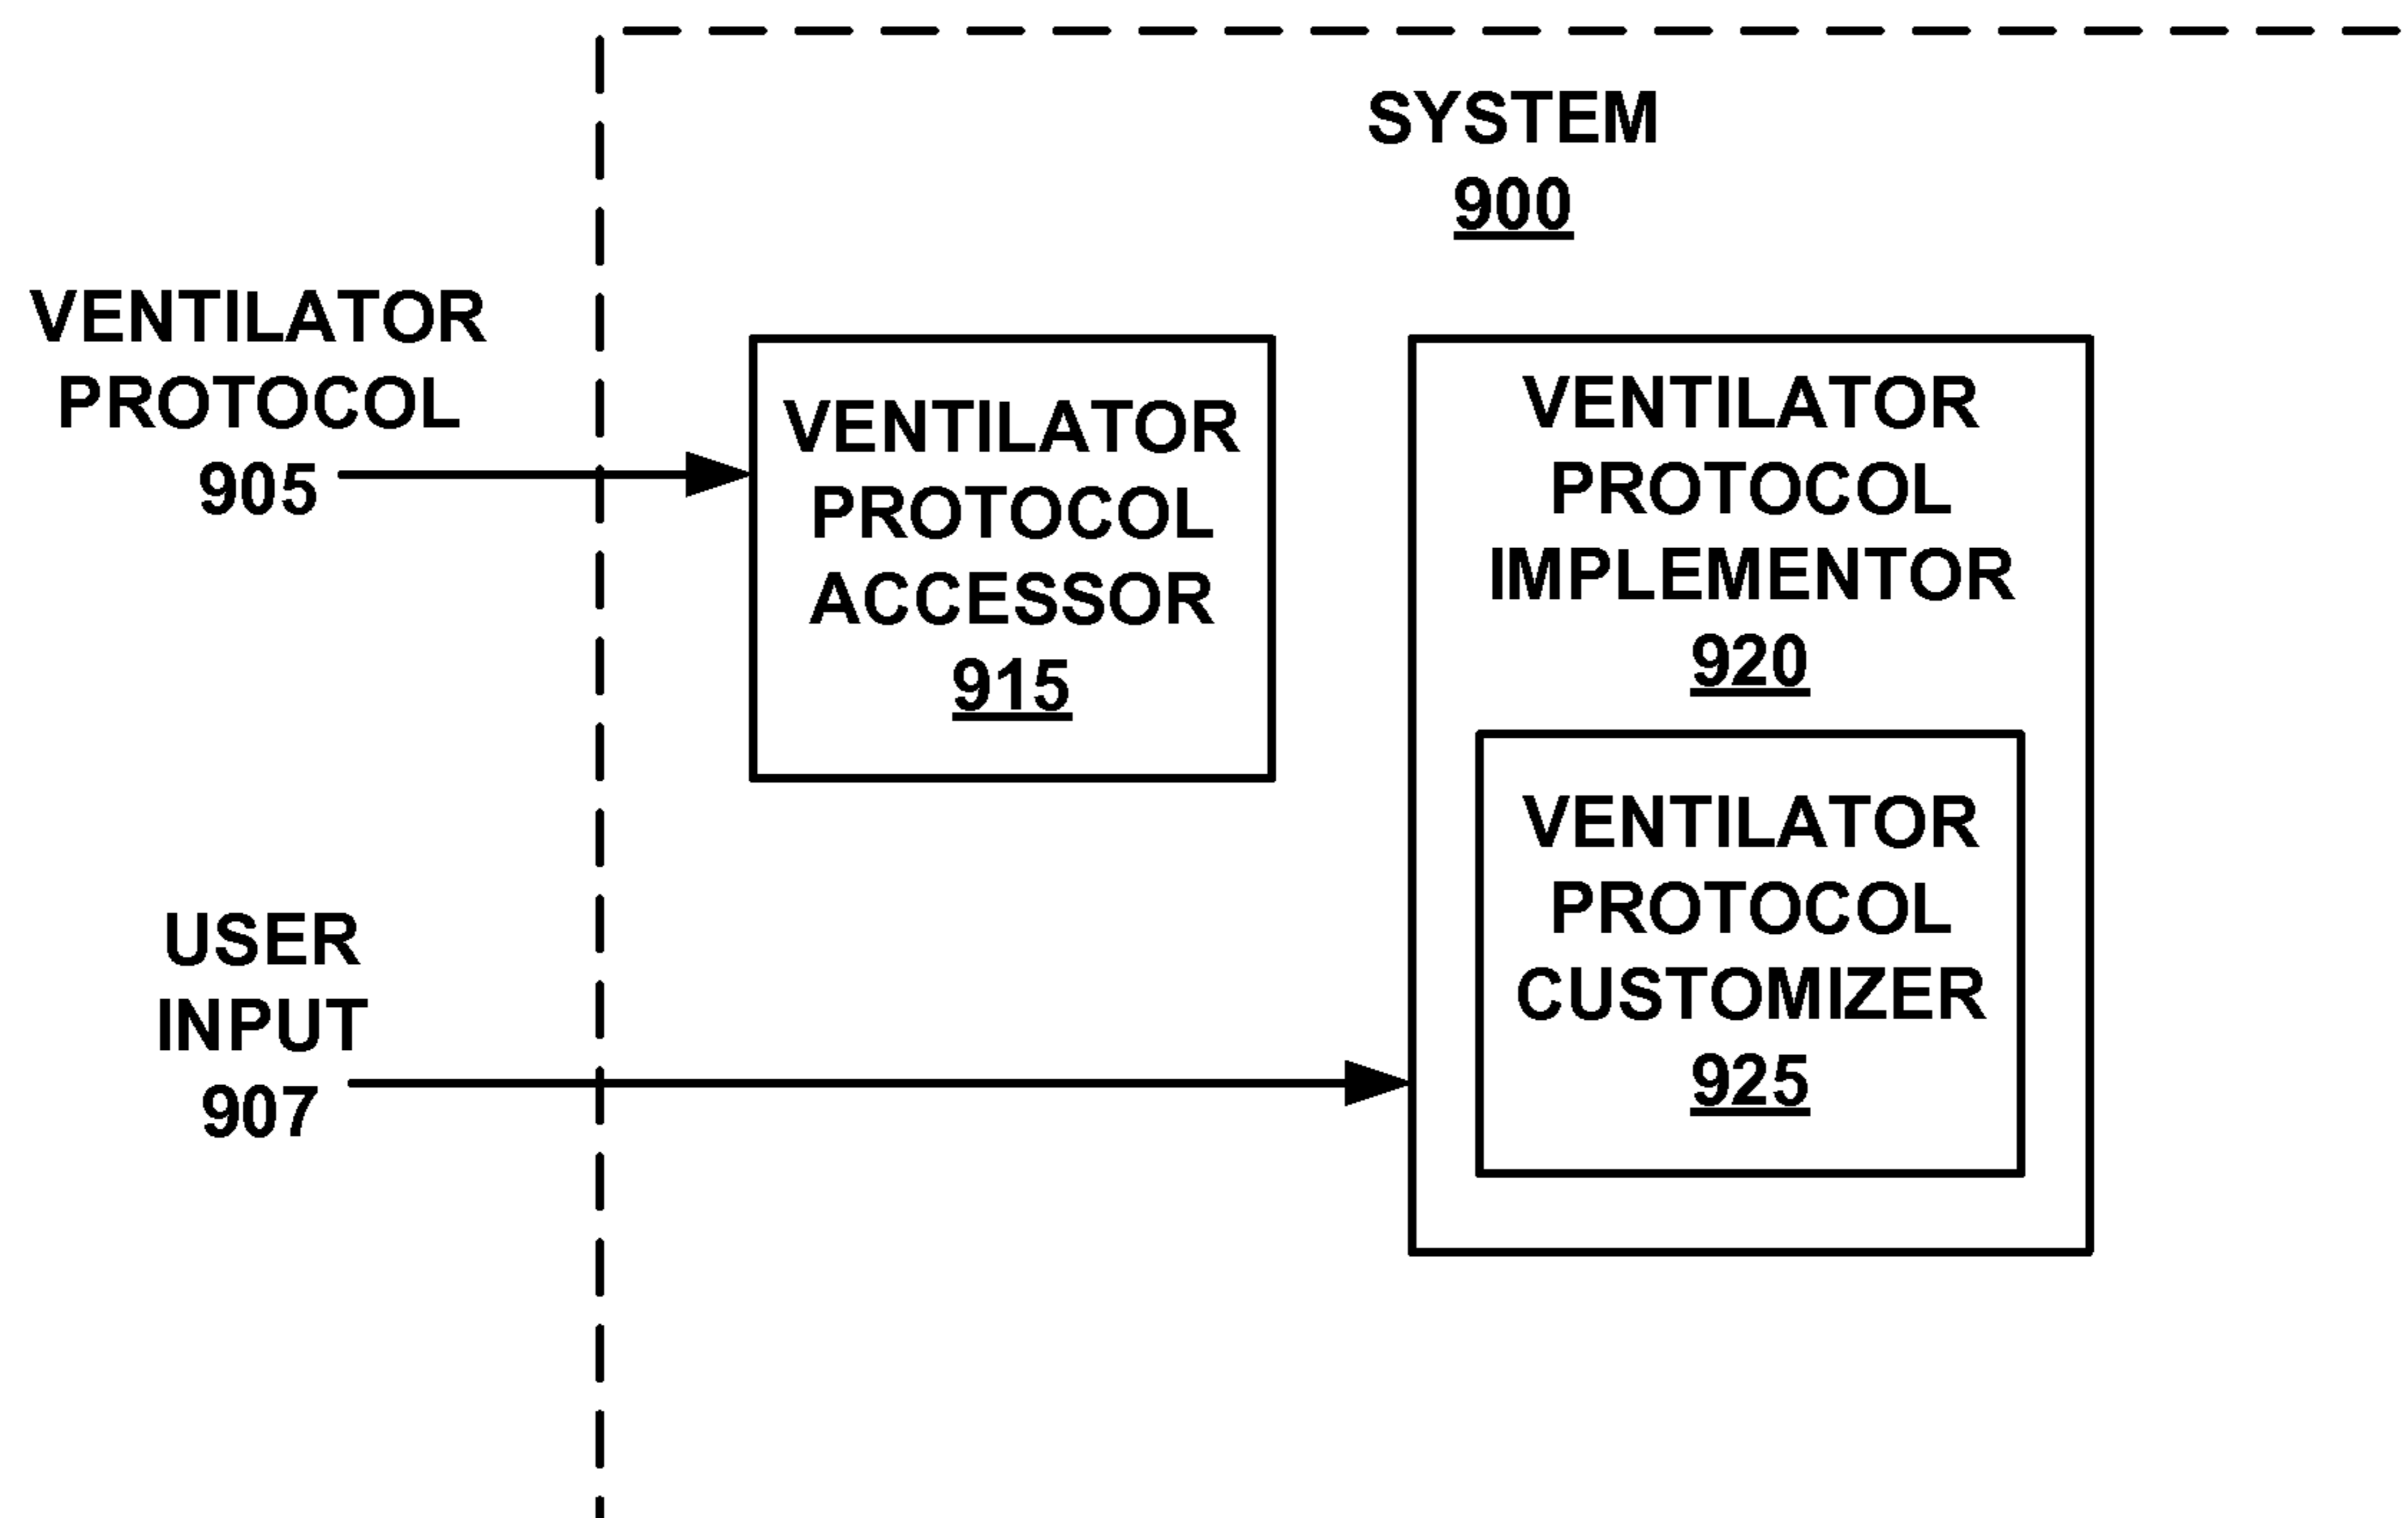 SYSTEM
900
VENTILATOR
PROTOCOL
905
VENTILATOR
PROTOCOL
ACCESSOR
915
VENTILATOR
PROTOCOL
IMPLEMENTOR
920
VENTILATOR
PROTOCOL
CUSTOMIZER
925
USER
INPUT
907